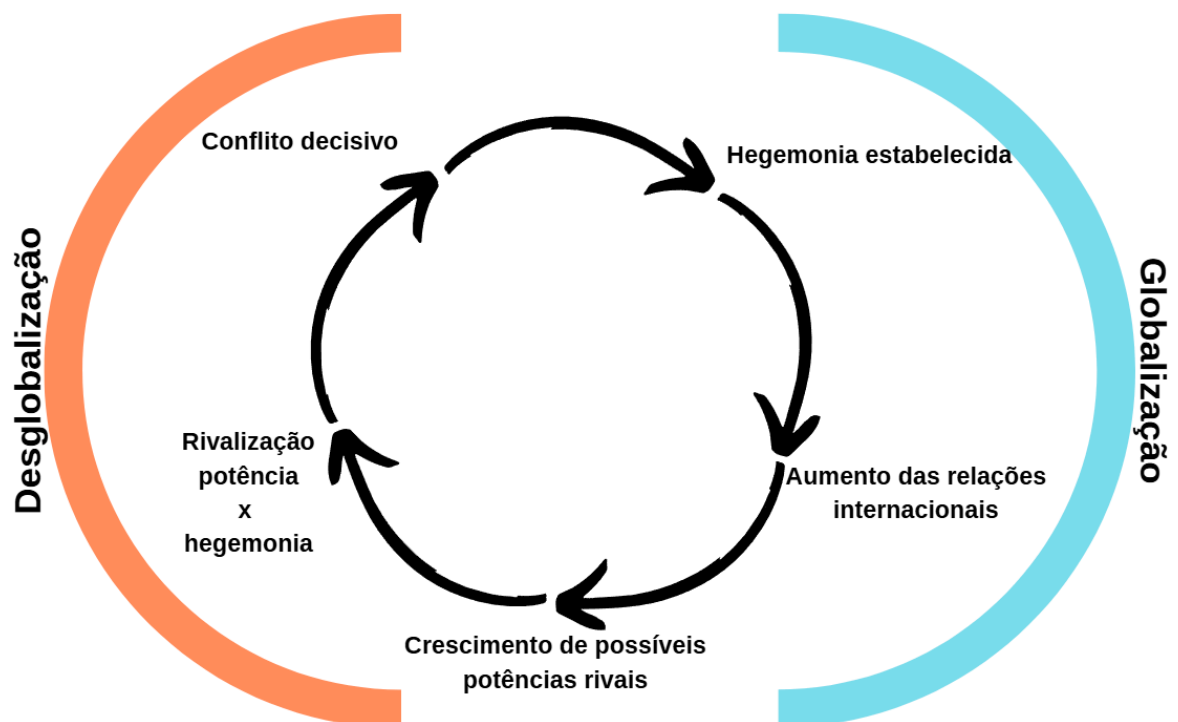 Conflito decisivo
Hegemonia estabelecida
Desglobalização
Globalização
Rivalização
potência
x
hegemonia
Aumento das relações
internacionais
Crescimento de possíveis
potências rivais